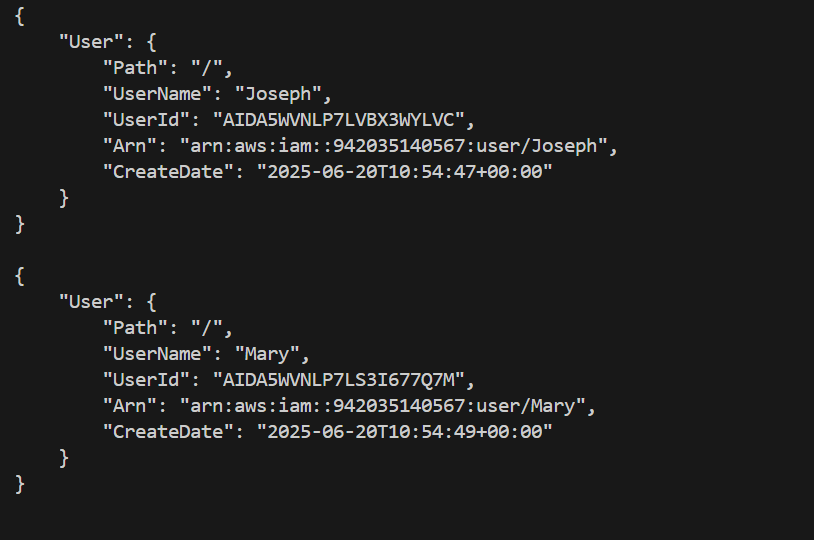 {
    "User": {
        "Path": "/",
        "UserName": "Joseph",
        "UserId": "AIDA5WVNLP7LVBX3WYLVC",
        "Arn": "arn:aws:iam::942035140567:user/Joseph",
        "CreateDate": "2025-06-20T10:54:47+00:00"
    }
}

{
    "User": {
        "Path": "/",
        "UserName": "Mary",
        "UserId": "AIDA5WVNLP7LS3I677Q7M",
        "Arn": "arn:aws:iam::942035140567:user/Mary",
        "CreateDate": "2025-06-20T10:54:49+00:00"
    }
}